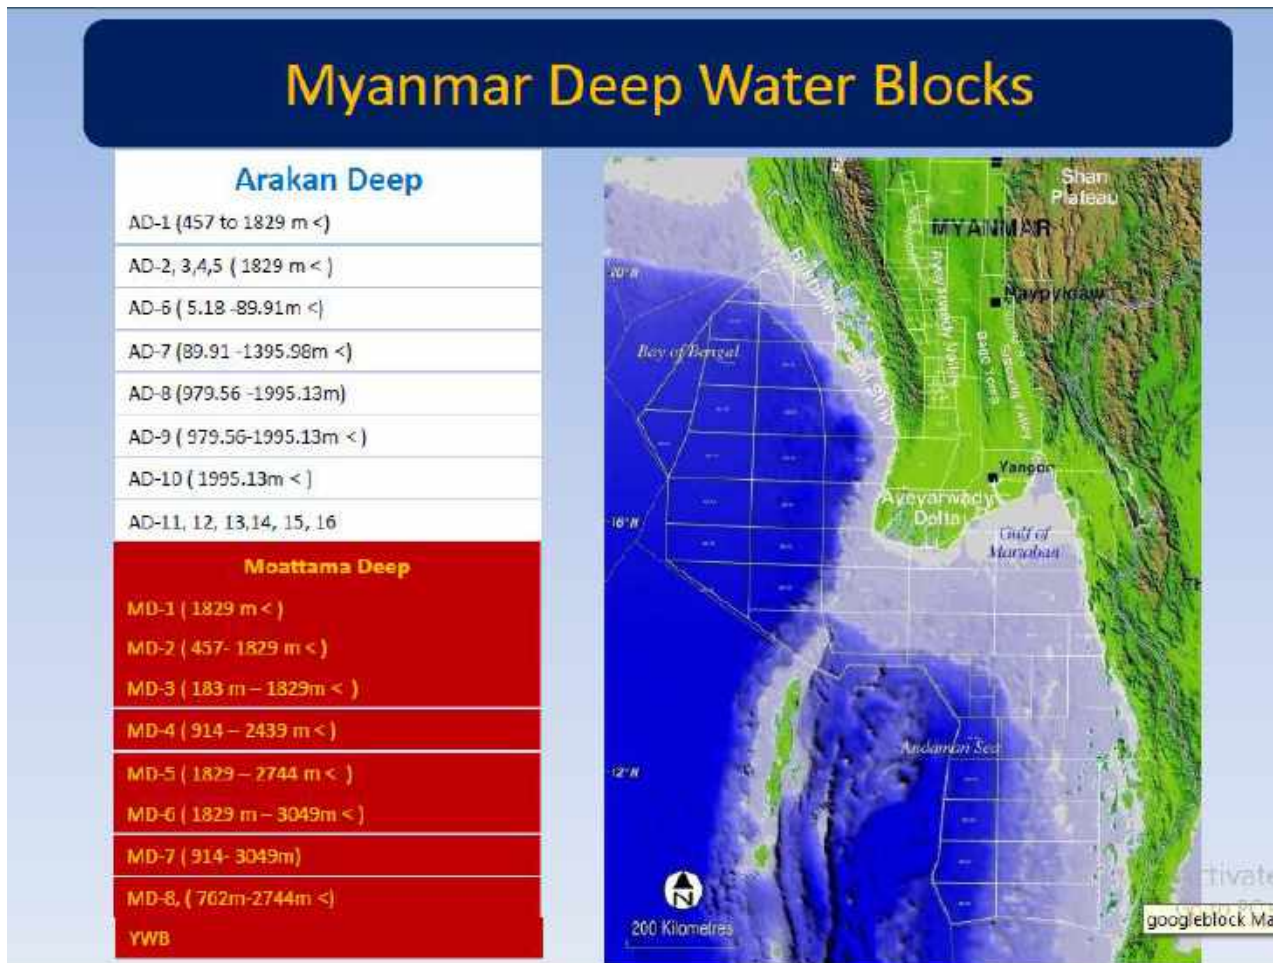 Myanmar Deep Water Blocks
Arakan Deep
AD-1 (457 to 1829 m <)
AD-2, 3,4,5 ( 1829 m < )
AD-6 ( 5.18 -89.91m <)
AD-7 (89.91 -1395.98m <)
AD-8 (979.56 -1995.13m)
AD-9 ( 979.56-1995.13m < )
AD-10 ( 1995.13m < )
AD-11, 12, 13,14, 15, 16
Moattama Deep
MD-1 ( 1829 m < )
MD-2 ( 457- 1829 m < )
MD-3 ( 183 m – 1829m < )
MD-4 ( 914 – 2439 m < )
MD-5 ( 1829 – 2744 m < )
MD-6 ( 1829 m – 3049m < )
MD-7 ( 914- 3049m)
MD-8, ( 762m-2744m <)
YWB
Shan
Plateau
MYANMAR
20°N
Naypyidaw
Bay of Bengal
Yangon
Ayeyarwady
Delta
16°N
Gulf of
Martaban
Andaman Sea
12°N
N
200 Kilometres
googleblock Ma